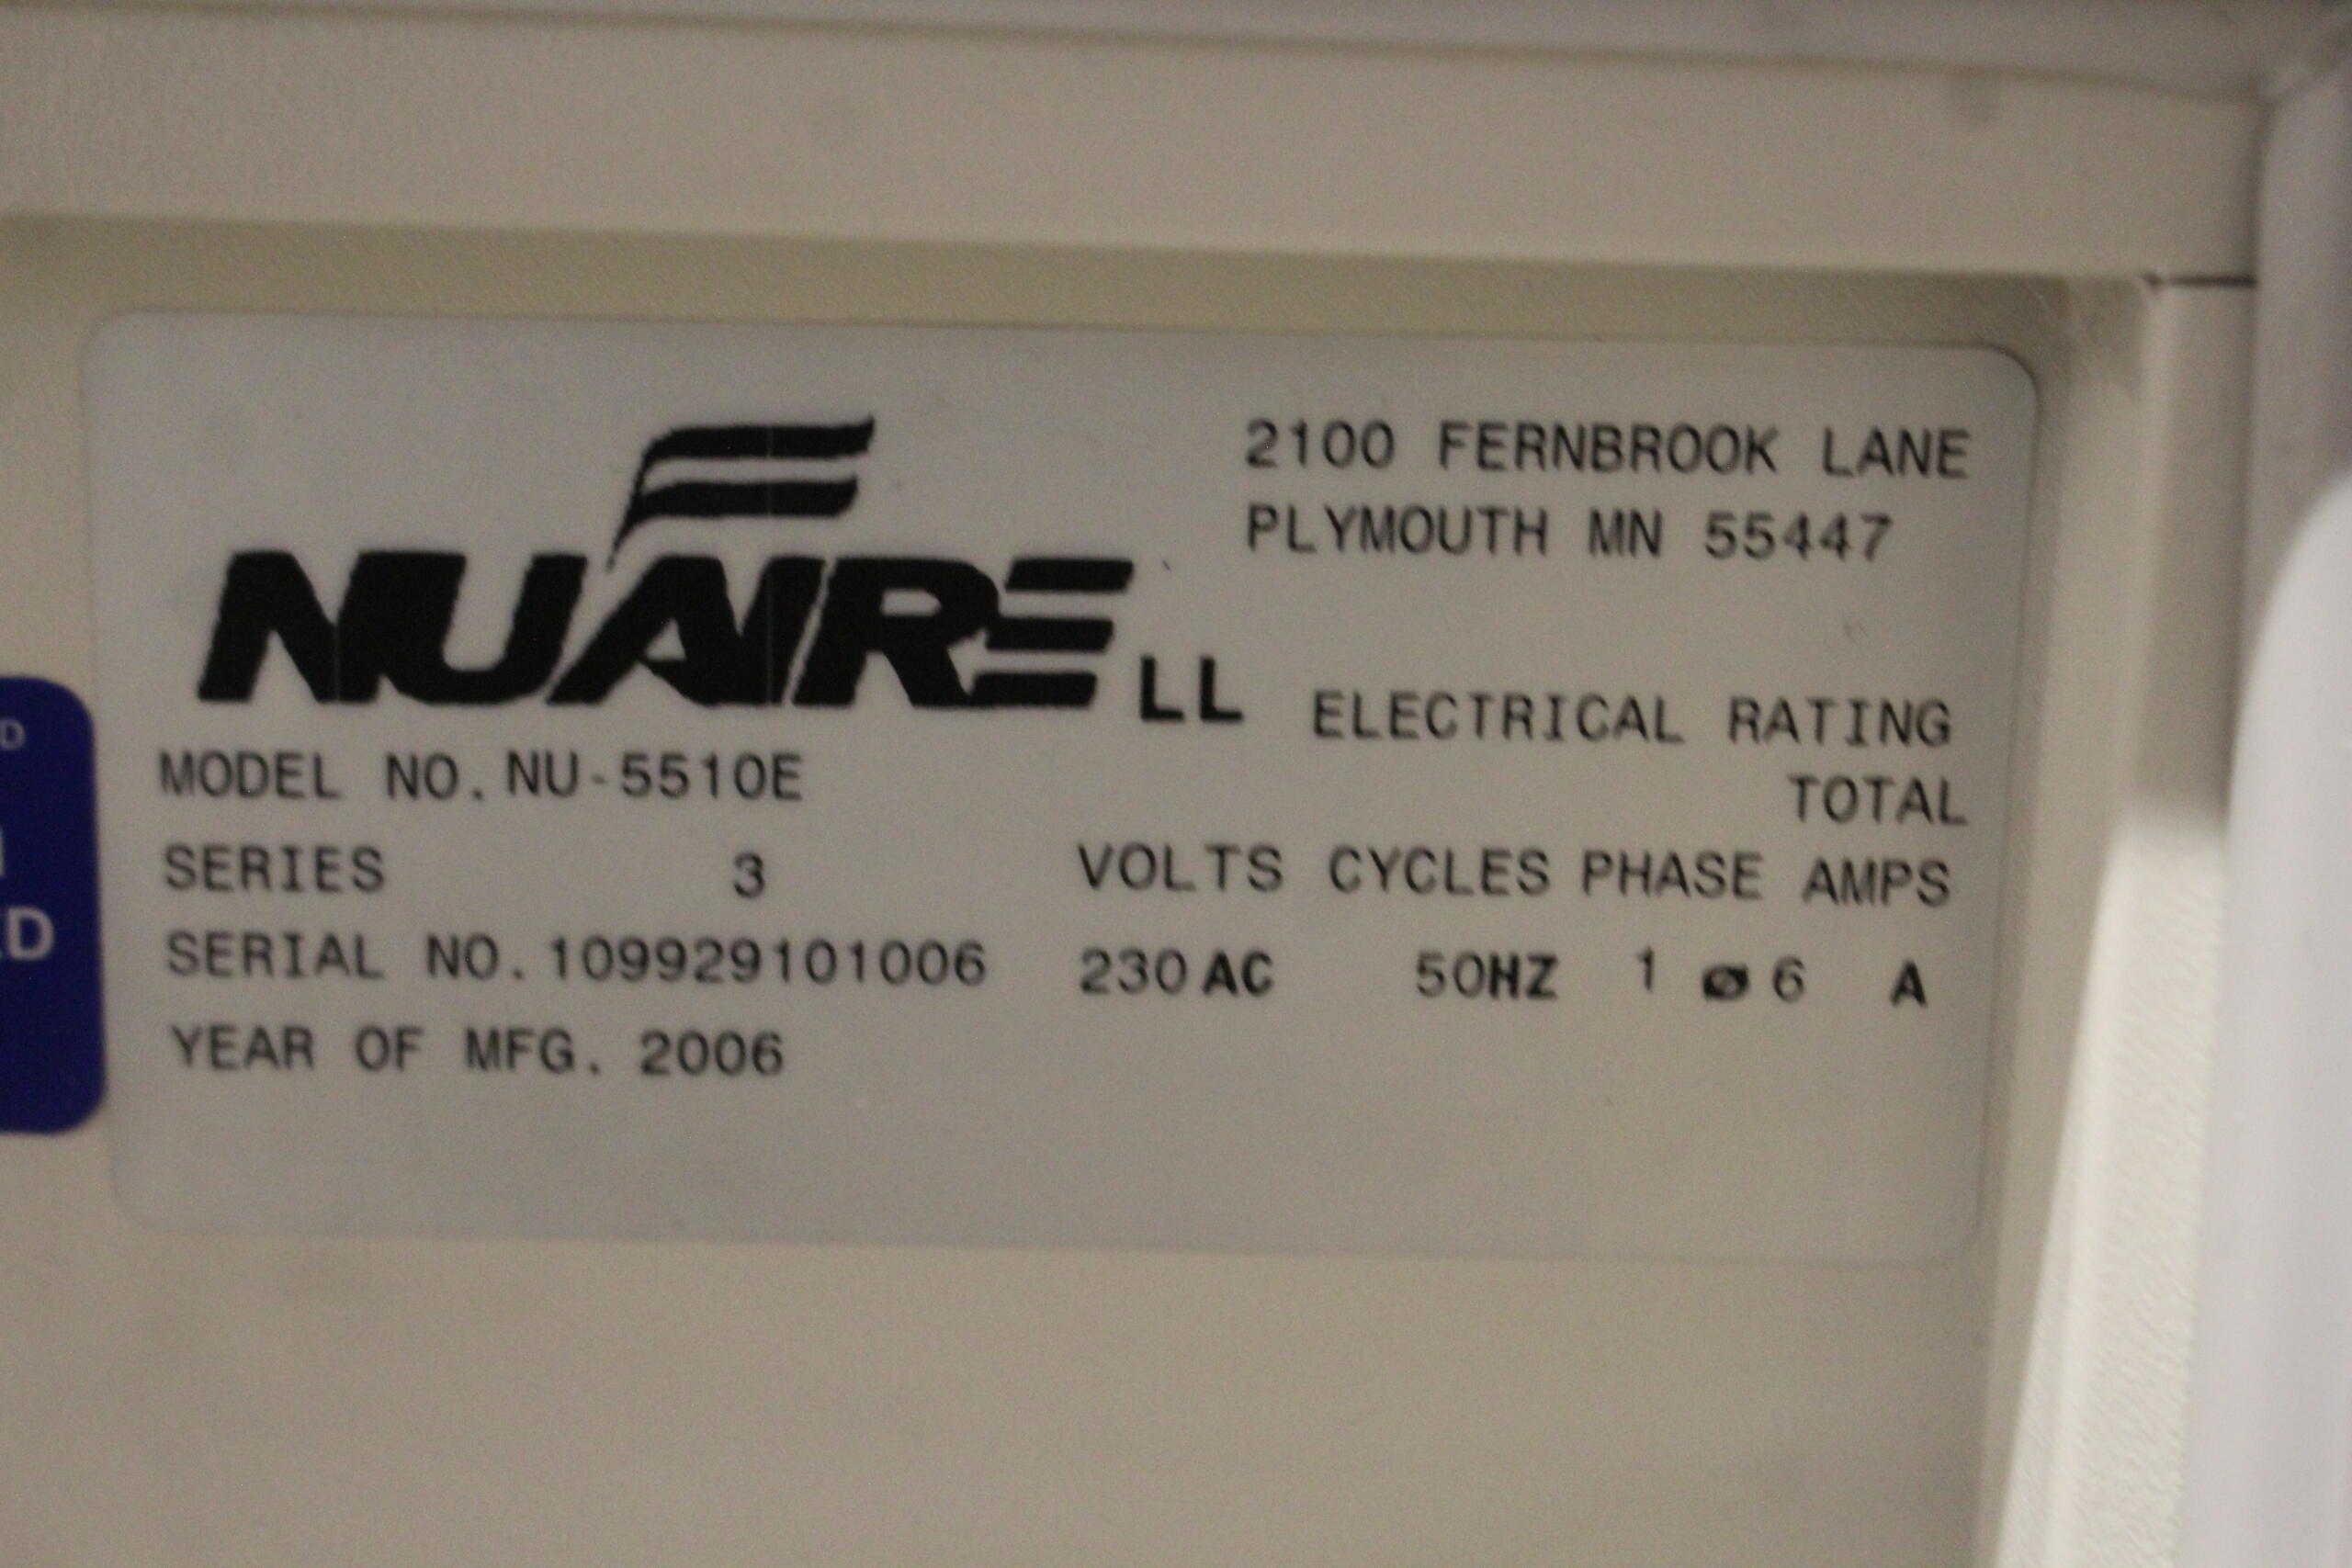 NUAIRE LL
2100 FERNBROOK LANE
PLYMOUTH MN 55447
MODEL NO. NU-5510E
SERIES 3
SERIAL NO. 109929101006
YEAR OF MFG. 2006
ELECTRICAL RATING
TOTAL
VOLTS CYCLES PHASE AMPS
230 AC 50HZ 1 ø 6 A